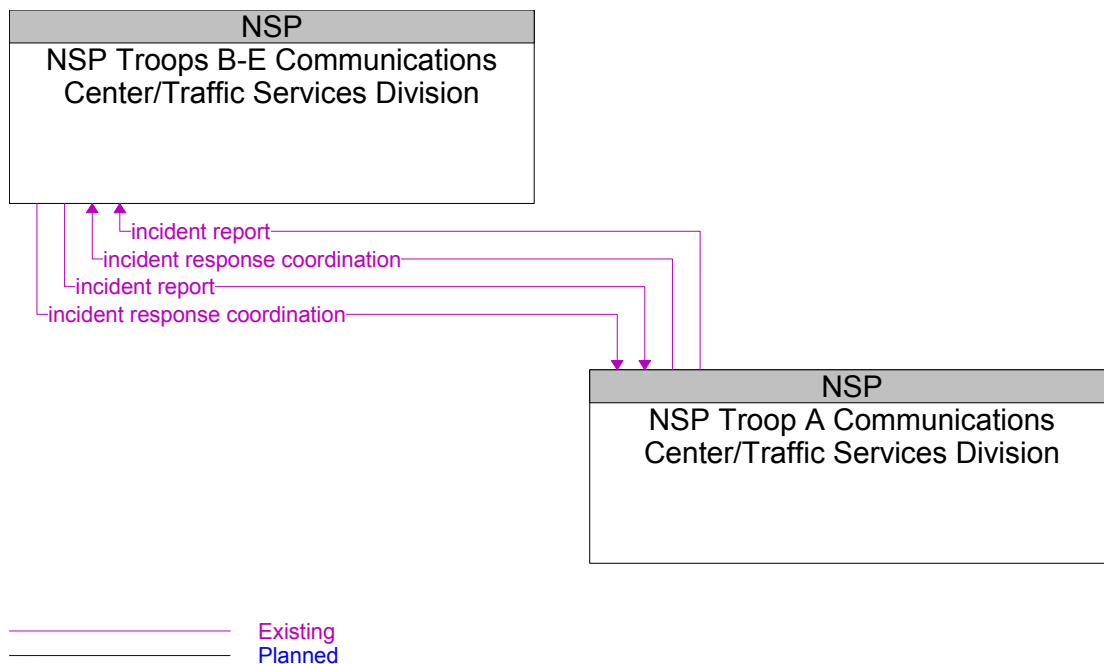 NSP
NSP Troops B-E Communications
Center/Traffic Services Division
incident report
incident response coordination
incident report
incident response coordination
NSP
NSP Troop A Communications
Center/Traffic Services Division
Existing
Planned